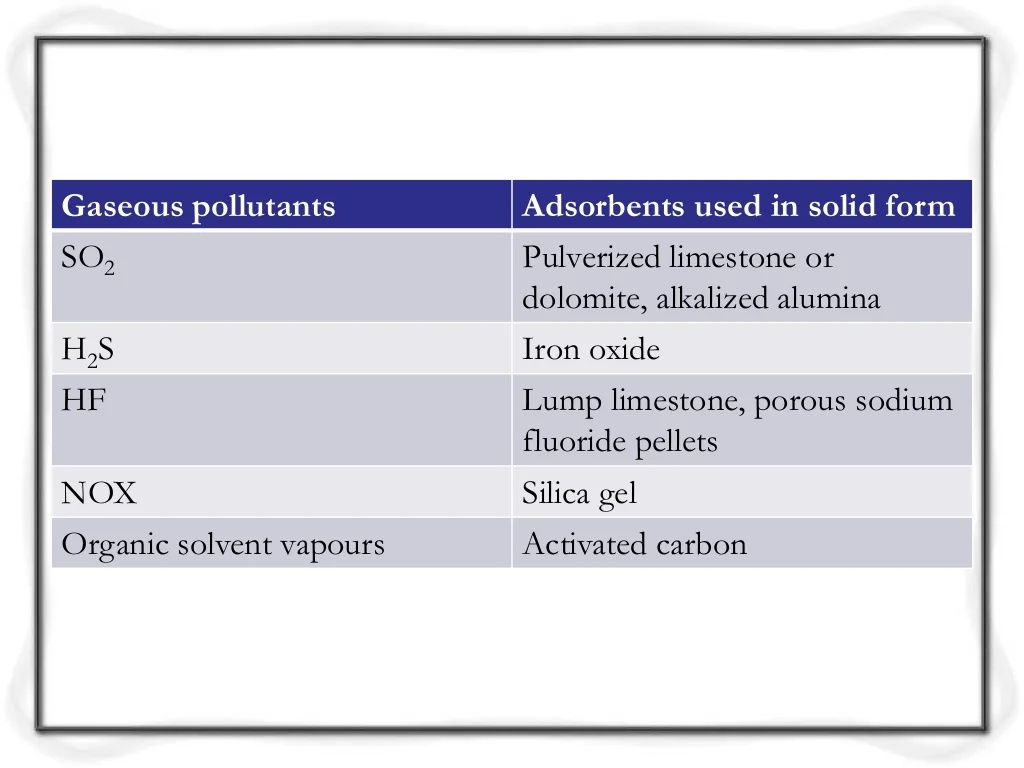 Gaseous pollutants
Adsorbents used in solid form
SO₂
Pulverized limestone or
dolomite, alkalized alumina
H₂S
Iron oxide
HF
Lump limestone, porous sodium
fluoride pellets
NOX
Silica gel
Organic solvent vapours
Activated carbon